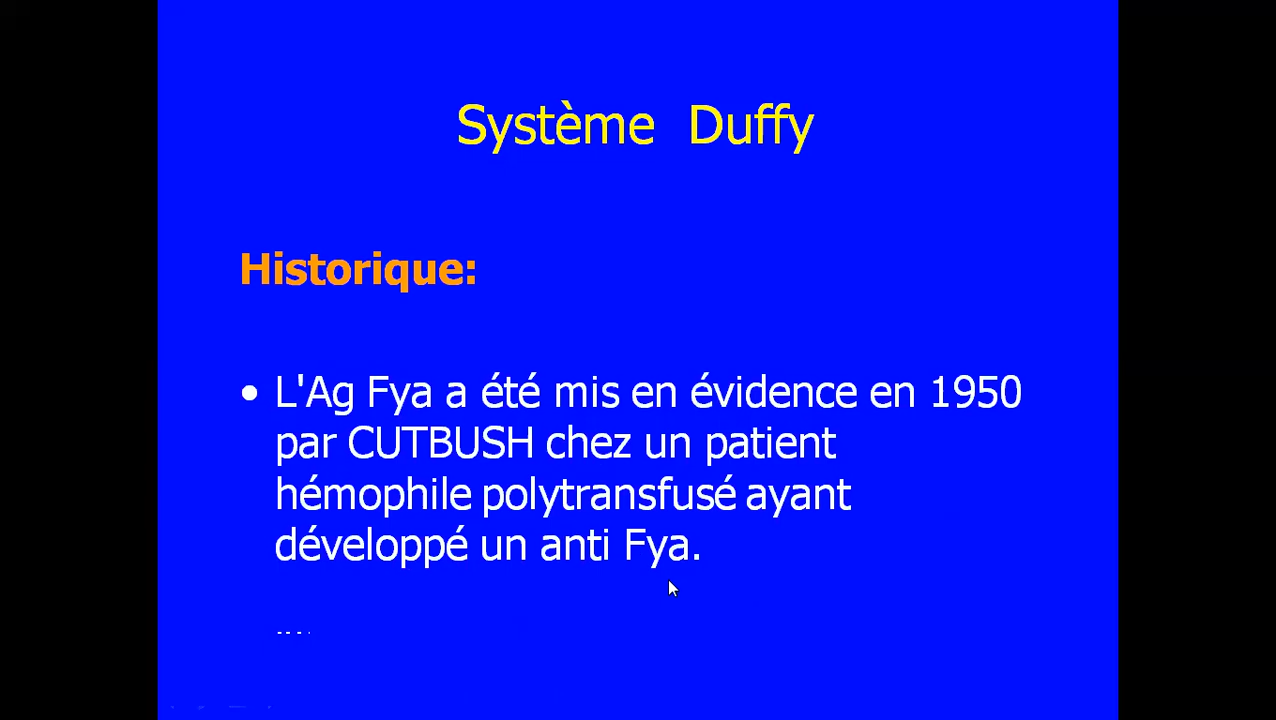 Système Duffy
Historique:
• L'Ag Fya a été mis en évidence en 1950
par CUTBUSH chez un patient
hémophile polytransfusé ayant
développé un anti Fya.